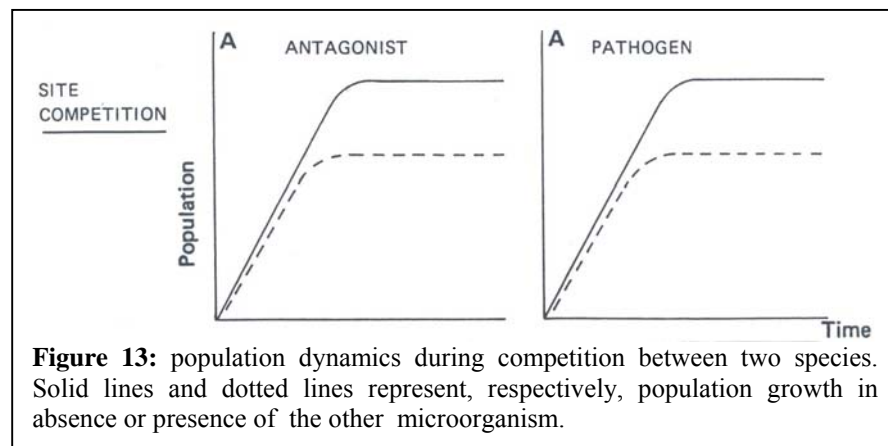 A ANTAGONIST
A PATHOGEN
SITE
COMPETITION
Population
Time
Figure 13: population dynamics during competition between two species.
Solid lines and dotted lines represent, respectively, population growth in
absence or presence of the other microorganism.